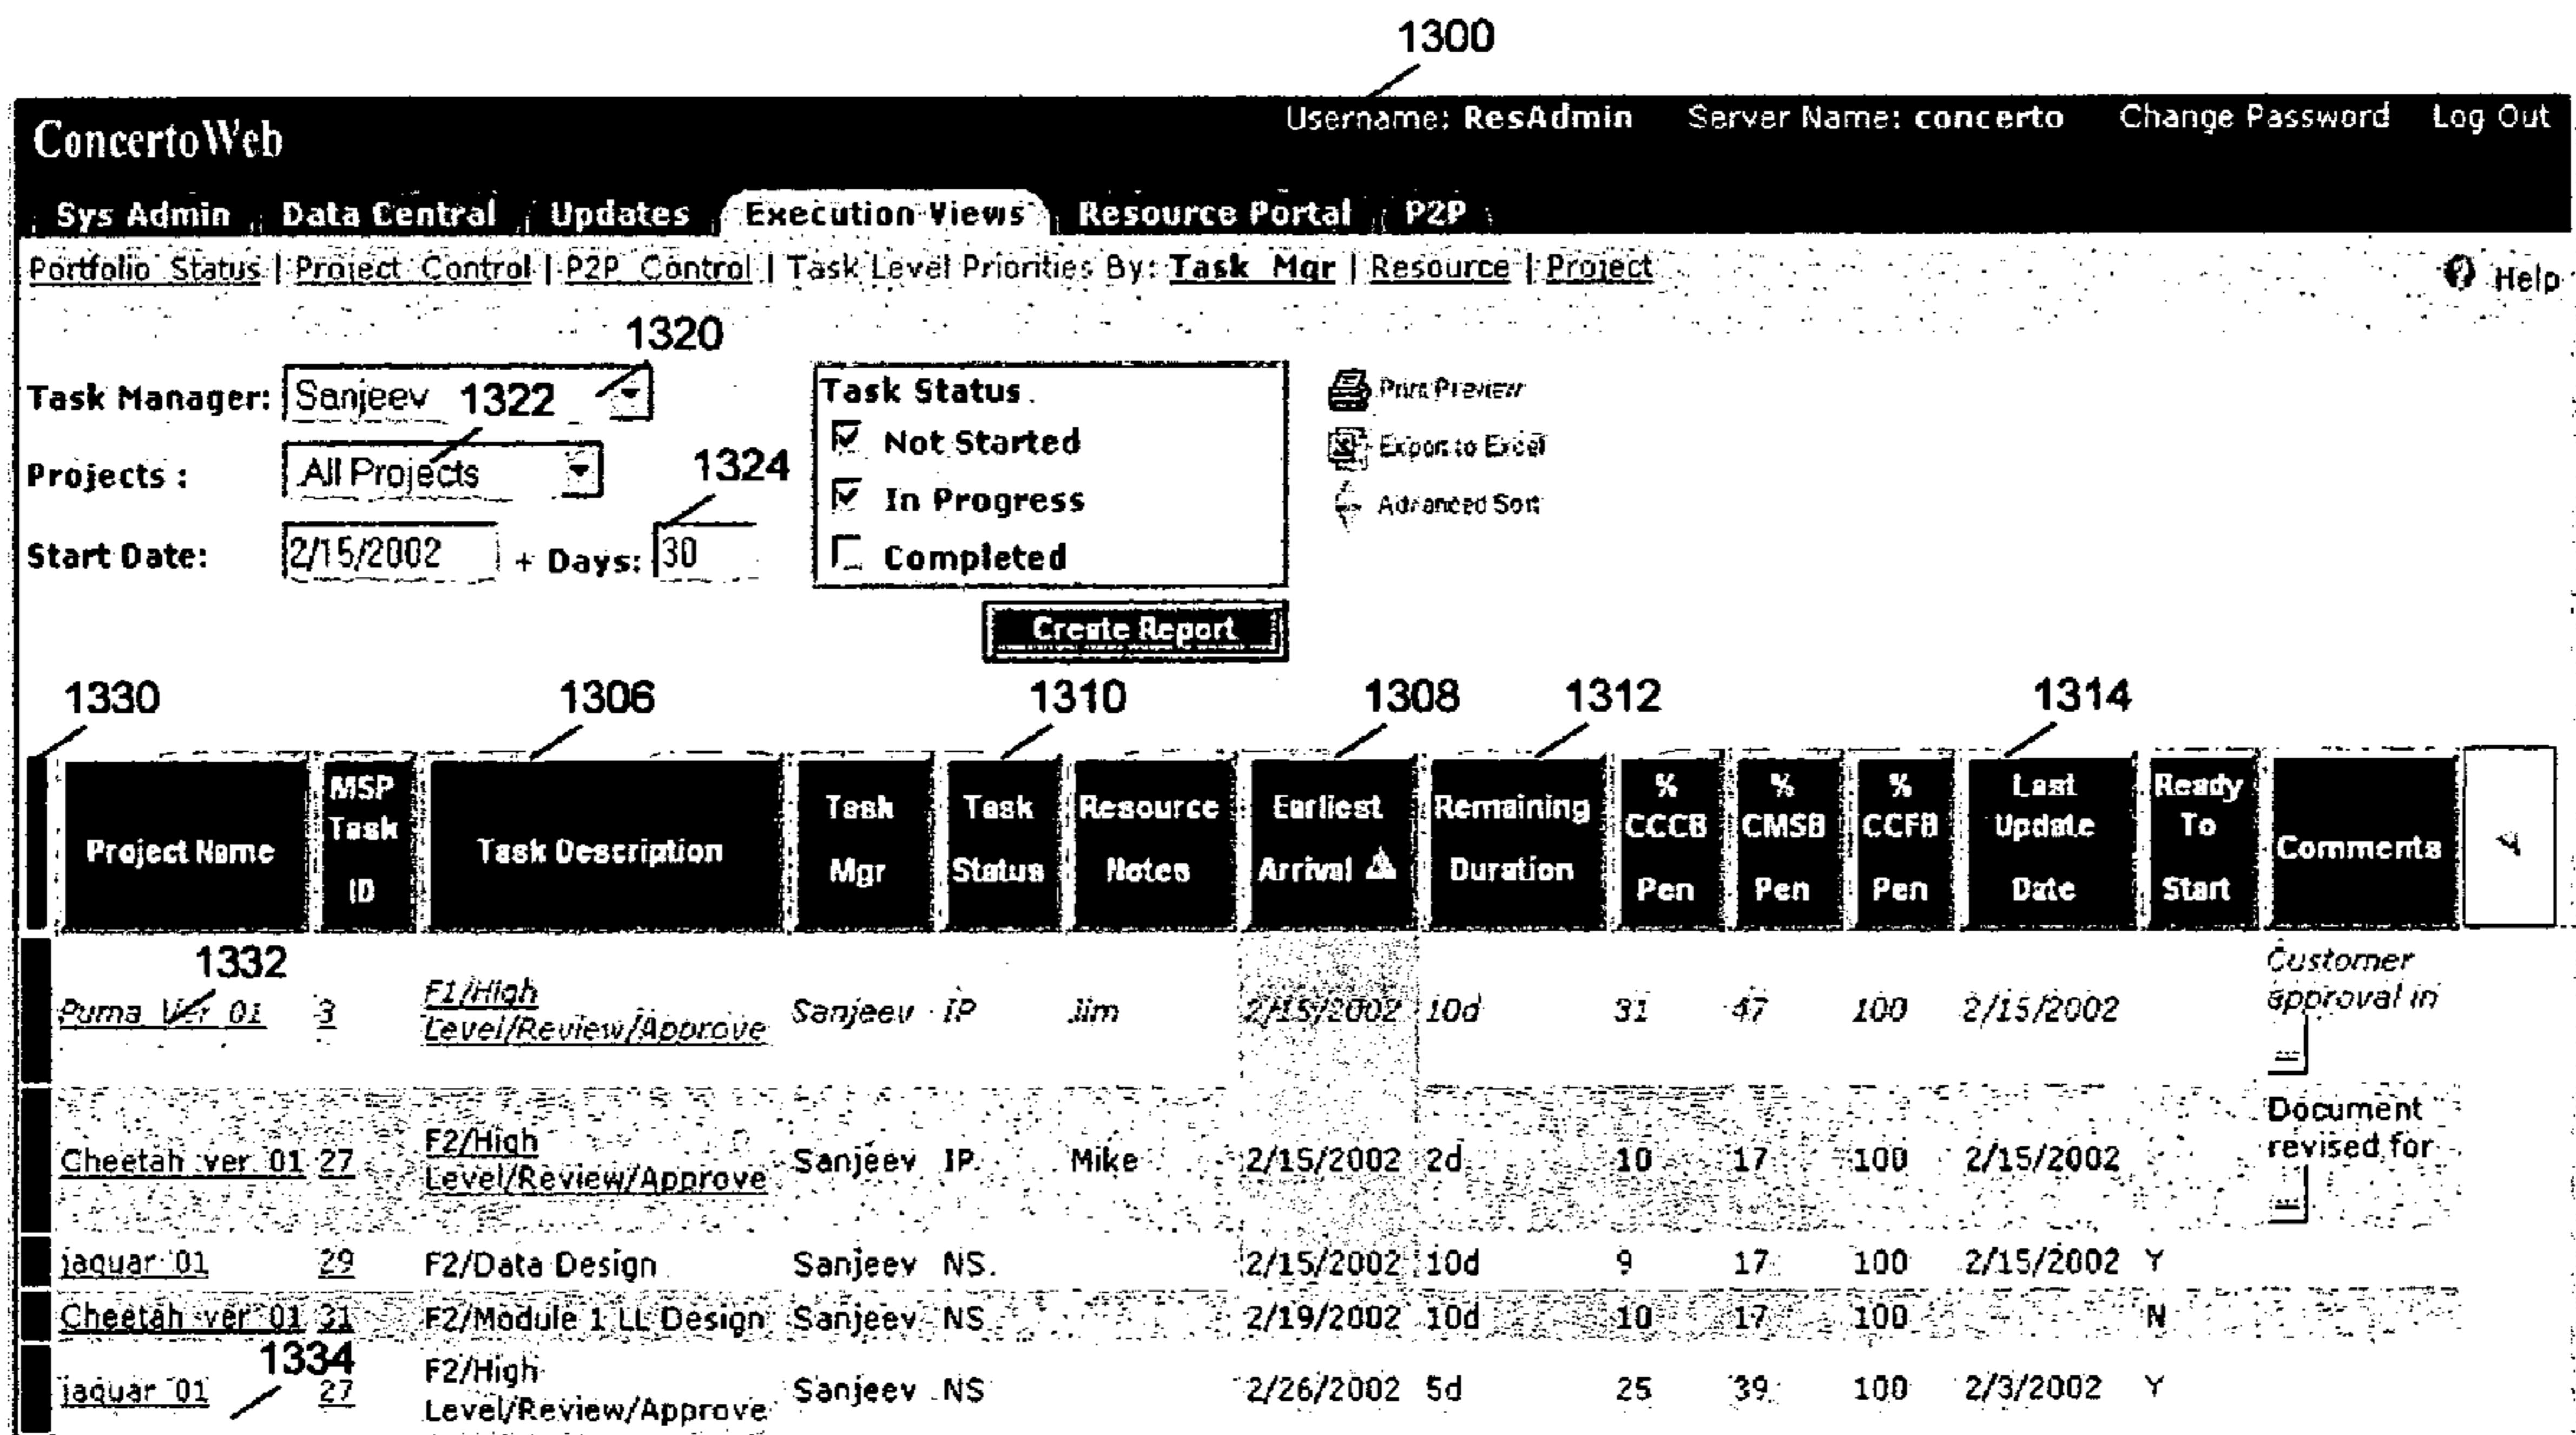 1300
ConcertoWeb
Username: ResAdmin Server Name: concerto Change Password Log Out
Sys Admin Data Central Updates Execution Views Resource Portal P2P
Portfolio Status | Project Control | P2P Control | Task Level Priorities By: Task Mgr | Resource | Project
Help
1320
Task Manager: Sanjeev 1322
Projects : All Projects
1324
Start Date: 2/15/2002 + Days: 30
Task Status
Not Started
In Progress
Completed
Print Preview
Export to Excel
Advanced Sort
Create Report
1330 1306 1310 1308 1312 1314
Project Name
MSP Task ID
Task Description
Task Mgr
Task Status
Resource Notes
Earliest Arrival
Remaining Duration
% CCCB Pen
% CMSB Pen
% CCFB Pen
Last Update Date
Ready To Start
Comments
1332
Puma Ver 01 3 F1/High Level/Review/Approve Sanjeev IP Jim 2/15/2002 10d 31 47 100 2/15/2002 Customer approval in ...
Cheetah ver 01 27 F2/High Level/Review/Approve Sanjeev IP Mike 2/15/2002 2d 10 17 100 2/15/2002 Document revised for ...
jaquar 01 29 F2/Data Design Sanjeev NS 2/15/2002 10d 9 17 100 2/15/2002 Y
Cheetah ver 01 31 F2/Module 1 LL Design Sanjeev NS 2/19/2002 10d 10 17 100 N
1334
jaquar 01 27 F2/High Level/Review/Approve Sanjeev NS 2/26/2002 5d 25 39 100 2/3/2002 Y